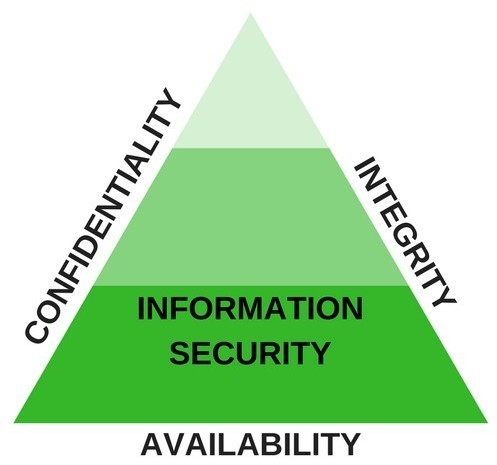 CONFIDENTIALITY
INTEGRITY
INFORMATION
SECURITY
AVAILABILITY